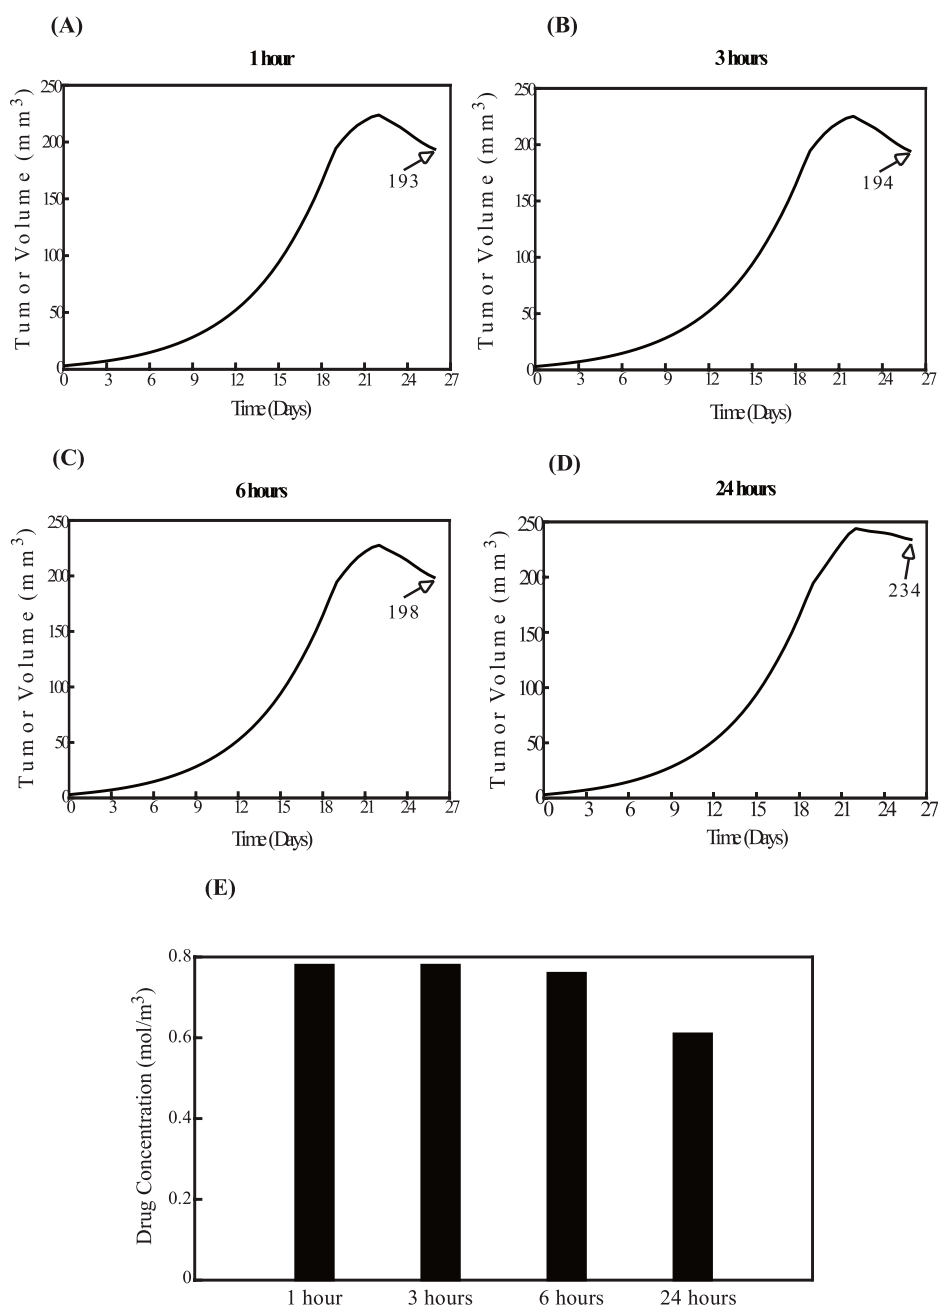 (A)
1 hour
Tumor Volume (mm³)
250
200
150
100
50
0
193
0 3 6 9 12 15 18 21 24 27
Time (Days)
(B)
3 hours
Tumor Volume (mm³)
250
200
150
100
50
0
194
0 3 6 9 12 15 18 21 24 27
Time (Days)
(C)
6 hours
Tumor Volume (mm³)
250
200
150
100
50
0
198
0 3 6 9 12 15 18 21 24 27
Time (Days)
(D)
24 hours
Tumor Volume (mm³)
250
200
150
100
50
0
234
0 3 6 9 12 15 18 21 24 27
Time (Days)
(E)
Drug Concentration (mol/m³)
0.8
0.6
0.4
0.2
0
1 hour 3 hours 6 hours 24 hours